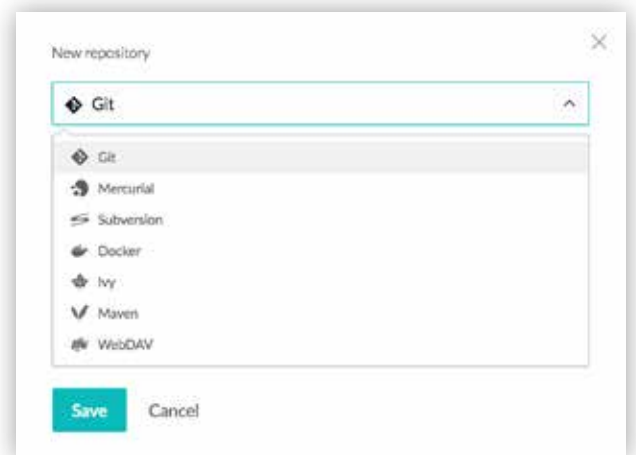 New repository
Git
Git
Mercurial
Subversion
Docker
Ivy
Maven
WebDAV
Save Cancel